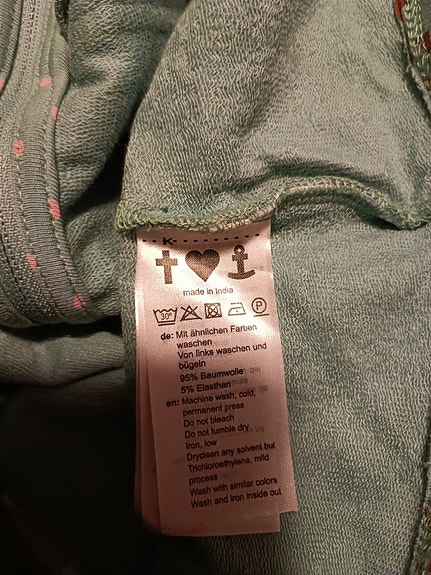 K
made in India
30°
P
de: Mit ähnlichen Farben
waschen
Von links waschen und
bügeln
95% Baumwolle
5% Elasthan
en: Machine wash, cold,
permanent press
Do not bleach
Do not tumble dry
Iron, low
Dryclean any solvent but
Trichloroethylene, mild
process
Wash with similar colors
Wash and iron inside out